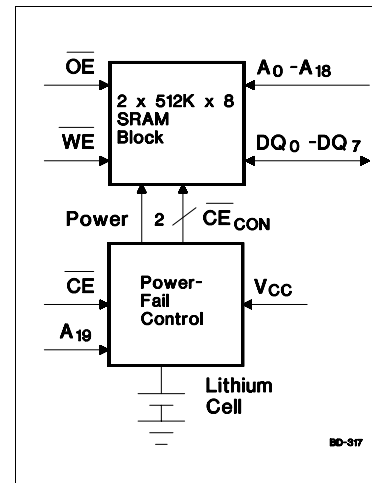 OE
A0 -A18
2 x 512K x 8
SRAM
Block
WE
DQ0 -DQ7
Power
2
CECON
CE
Power-
Fail
Control
VCC
A19
Lithium
Cell
BD-317